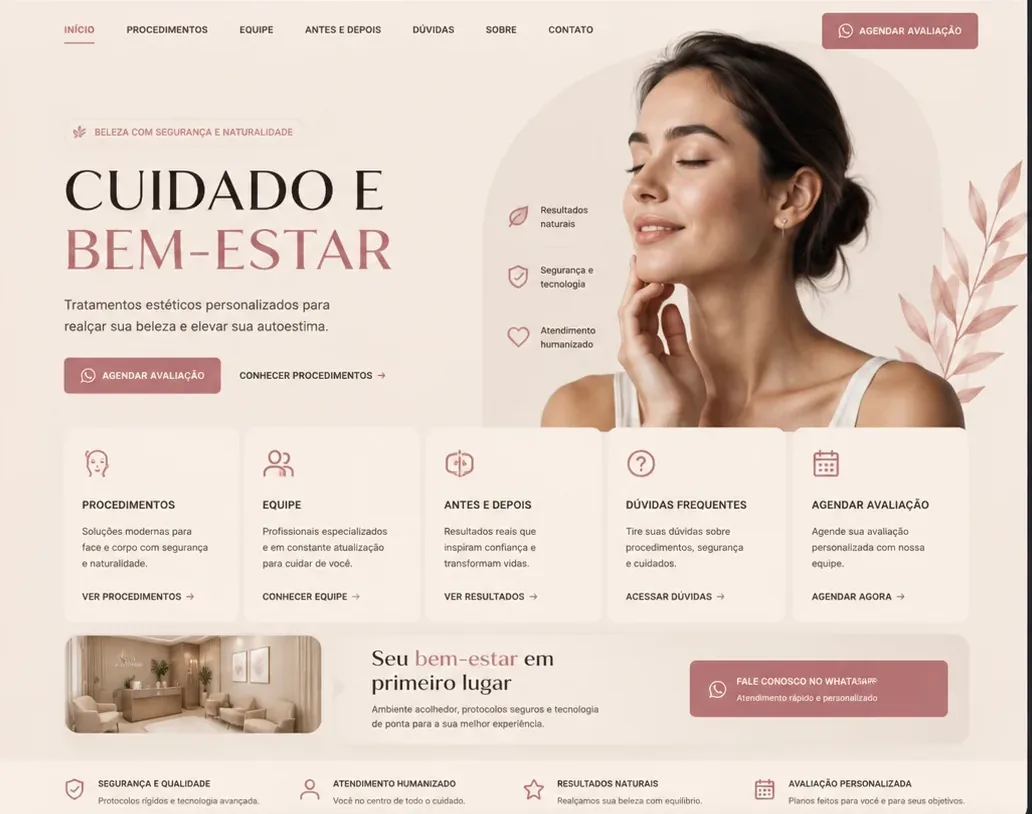 INÍCIO PROCEDIMENTOS EQUIPE ANTES E DEPOIS DÚVIDAS SOBRE CONTATO AGENDAR AVALIAÇÃO
BELEZA COM SEGURANÇA E NATURALIDADE
CUIDADO E
BEM-ESTAR
Tratamentos estéticos personalizados para
realçar sua beleza e elevar sua autoestima.
AGENDAR AVALIAÇÃO CONHECER PROCEDIMENTOS →
Resultados
naturais
Segurança e
tecnologia
Atendimento
humanizado
PROCEDIMENTOS
Soluções modernas para
face e corpo com segurança
e naturalidade.
VER PROCEDIMENTOS →
EQUIPE
Profissionais especializados
e em constante atualização
para cuidar de você.
CONHECER EQUIPE →
ANTES E DEPOIS
Resultados reais que
inspiram confiança e
transformam vidas.
VER RESULTADOS →
DÚVIDAS FREQUENTES
Tire suas dúvidas sobre
procedimentos, segurança
e cuidados.
ACESSAR DÚVIDAS →
AGENDAR AVALIAÇÃO
Agende sua avaliação
personalizada com nossa
equipe.
AGENDAR AGORA →
Seu bem-estar em
primeiro lugar
Ambiente acolhedor, protocolos seguros e tecnologia
de ponta para a sua melhor experiência.
FALE CONOSCO NO WHATSAPP
Atendimento rápido e personalizado
SEGURANÇA E QUALIDADE
Protocolos rígidos e tecnologia avançada.
ATENDIMENTO HUMANIZADO
Você no centro de todo o cuidado.
RESULTADOS NATURAIS
Realçamos sua beleza com equilíbrio.
AVALIAÇÃO PERSONALIZADA
Planos feitos para você e para seus objetivos.